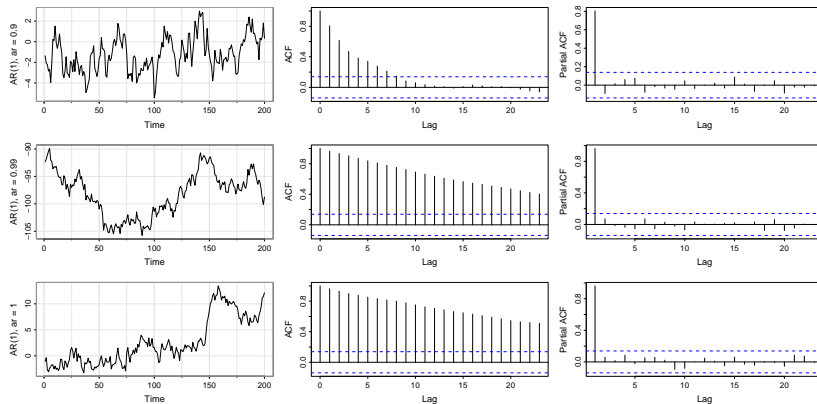 AR(1), ar = 0.9
-4 -2 0 2
0 50 100 150 200
Time
ACF
0.0 0.4 0.8
0 5 10 15 20
Lag
Partial ACF
0.0 0.4 0.8
5 10 15 20
Lag
AR(1), ar = 0.99
-105 -100 -95 -90
0 50 100 150 200
Time
ACF
0.0 0.4 0.8
0 5 10 15 20
Lag
Partial ACF
0.0 0.4 0.8
5 10 15 20
Lag
AR(1), ar = 1
0 5 10
0 50 100 150 200
Time
ACF
0.0 0.4 0.8
0 5 10 15 20
Lag
Partial ACF
0.0 0.4 0.8
5 10 15 20
Lag